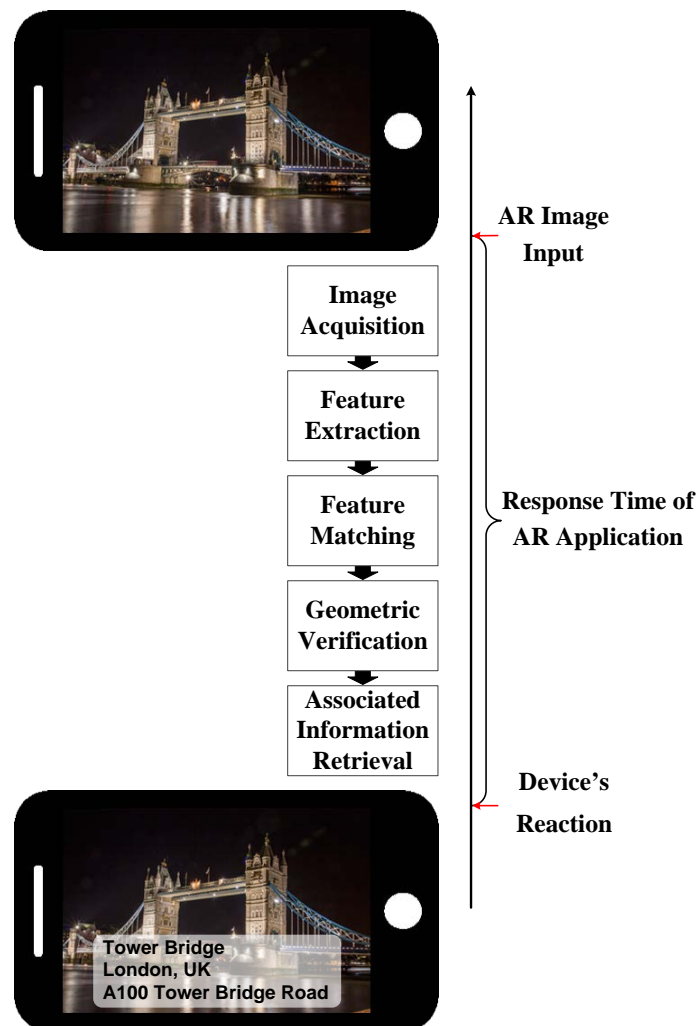 AR Image
Input
Image
Acquisition
Feature
Extraction
Feature
Matching
Response Time of
AR Application
Geometric
Verification
Associated
Information
Retrieval
Device's
Reaction
Tower Bridge
London, UK
A100 Tower Bridge Road